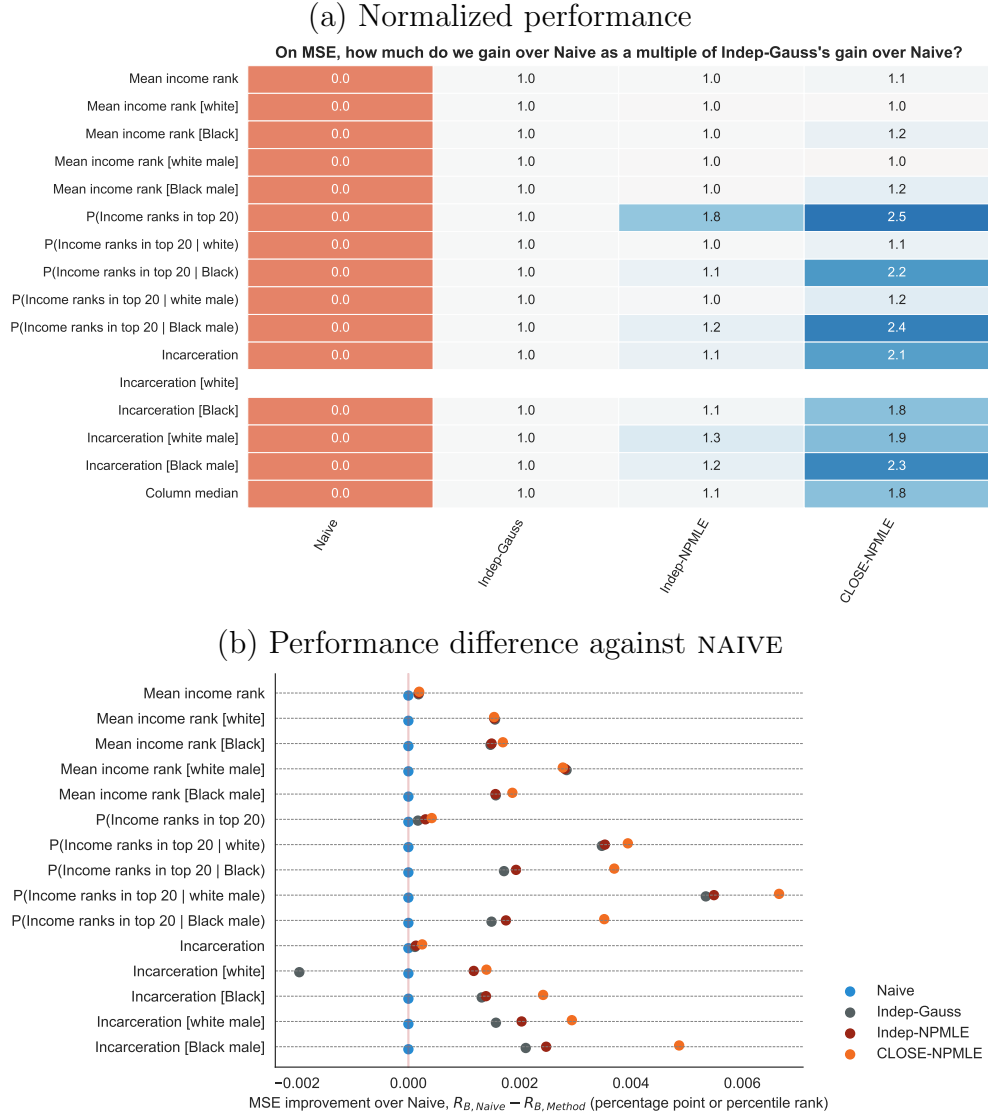 (a) Normalized performance
On MSE, how much do we gain over Naive as a multiple of Indep-Gauss's gain over Naive?
Mean income rank 0.0 1.0 1.0 1.1
Mean income rank [white] 0.0 1.0 1.0 1.0
Mean income rank [Black] 0.0 1.0 1.0 1.2
Mean income rank [white male] 0.0 1.0 1.0 1.0
Mean income rank [Black male] 0.0 1.0 1.0 1.2
P(Income ranks in top 20) 0.0 1.0 1.8 2.5
P(Income ranks in top 20 | white) 0.0 1.0 1.0 1.1
P(Income ranks in top 20 | Black) 0.0 1.0 1.1 2.2
P(Income ranks in top 20 | white male) 0.0 1.0 1.0 1.2
P(Income ranks in top 20 | Black male) 0.0 1.0 1.2 2.4
Incarceration 0.0 1.0 1.1 2.1
Incarceration [white]
Incarceration [Black] 0.0 1.0 1.1 1.8
Incarceration [white male] 0.0 1.0 1.3 1.9
Incarceration [Black male] 0.0 1.0 1.2 2.3
Column median 0.0 1.0 1.1 1.8
Naive Indep-Gauss Indep-NPMLE CLOSE-NPMLE
(b) Performance difference against NAIVE
Mean income rank
Mean income rank [white]
Mean income rank [Black]
Mean income rank [white male]
Mean income rank [Black male]
P(Income ranks in top 20)
P(Income ranks in top 20 | white)
P(Income ranks in top 20 | Black)
P(Income ranks in top 20 | white male)
P(Income ranks in top 20 | Black male)
Incarceration
Incarceration [white]
Incarceration [Black]
Incarceration [white male]
Incarceration [Black male]
Naive
Indep-Gauss
Indep-NPMLE
CLOSE-NPMLE
−0.002 0.000 0.002 0.004 0.006
MSE improvement over Naive, R_{B,Naive} − R_{B,Method} (percentage point or percentile rank)